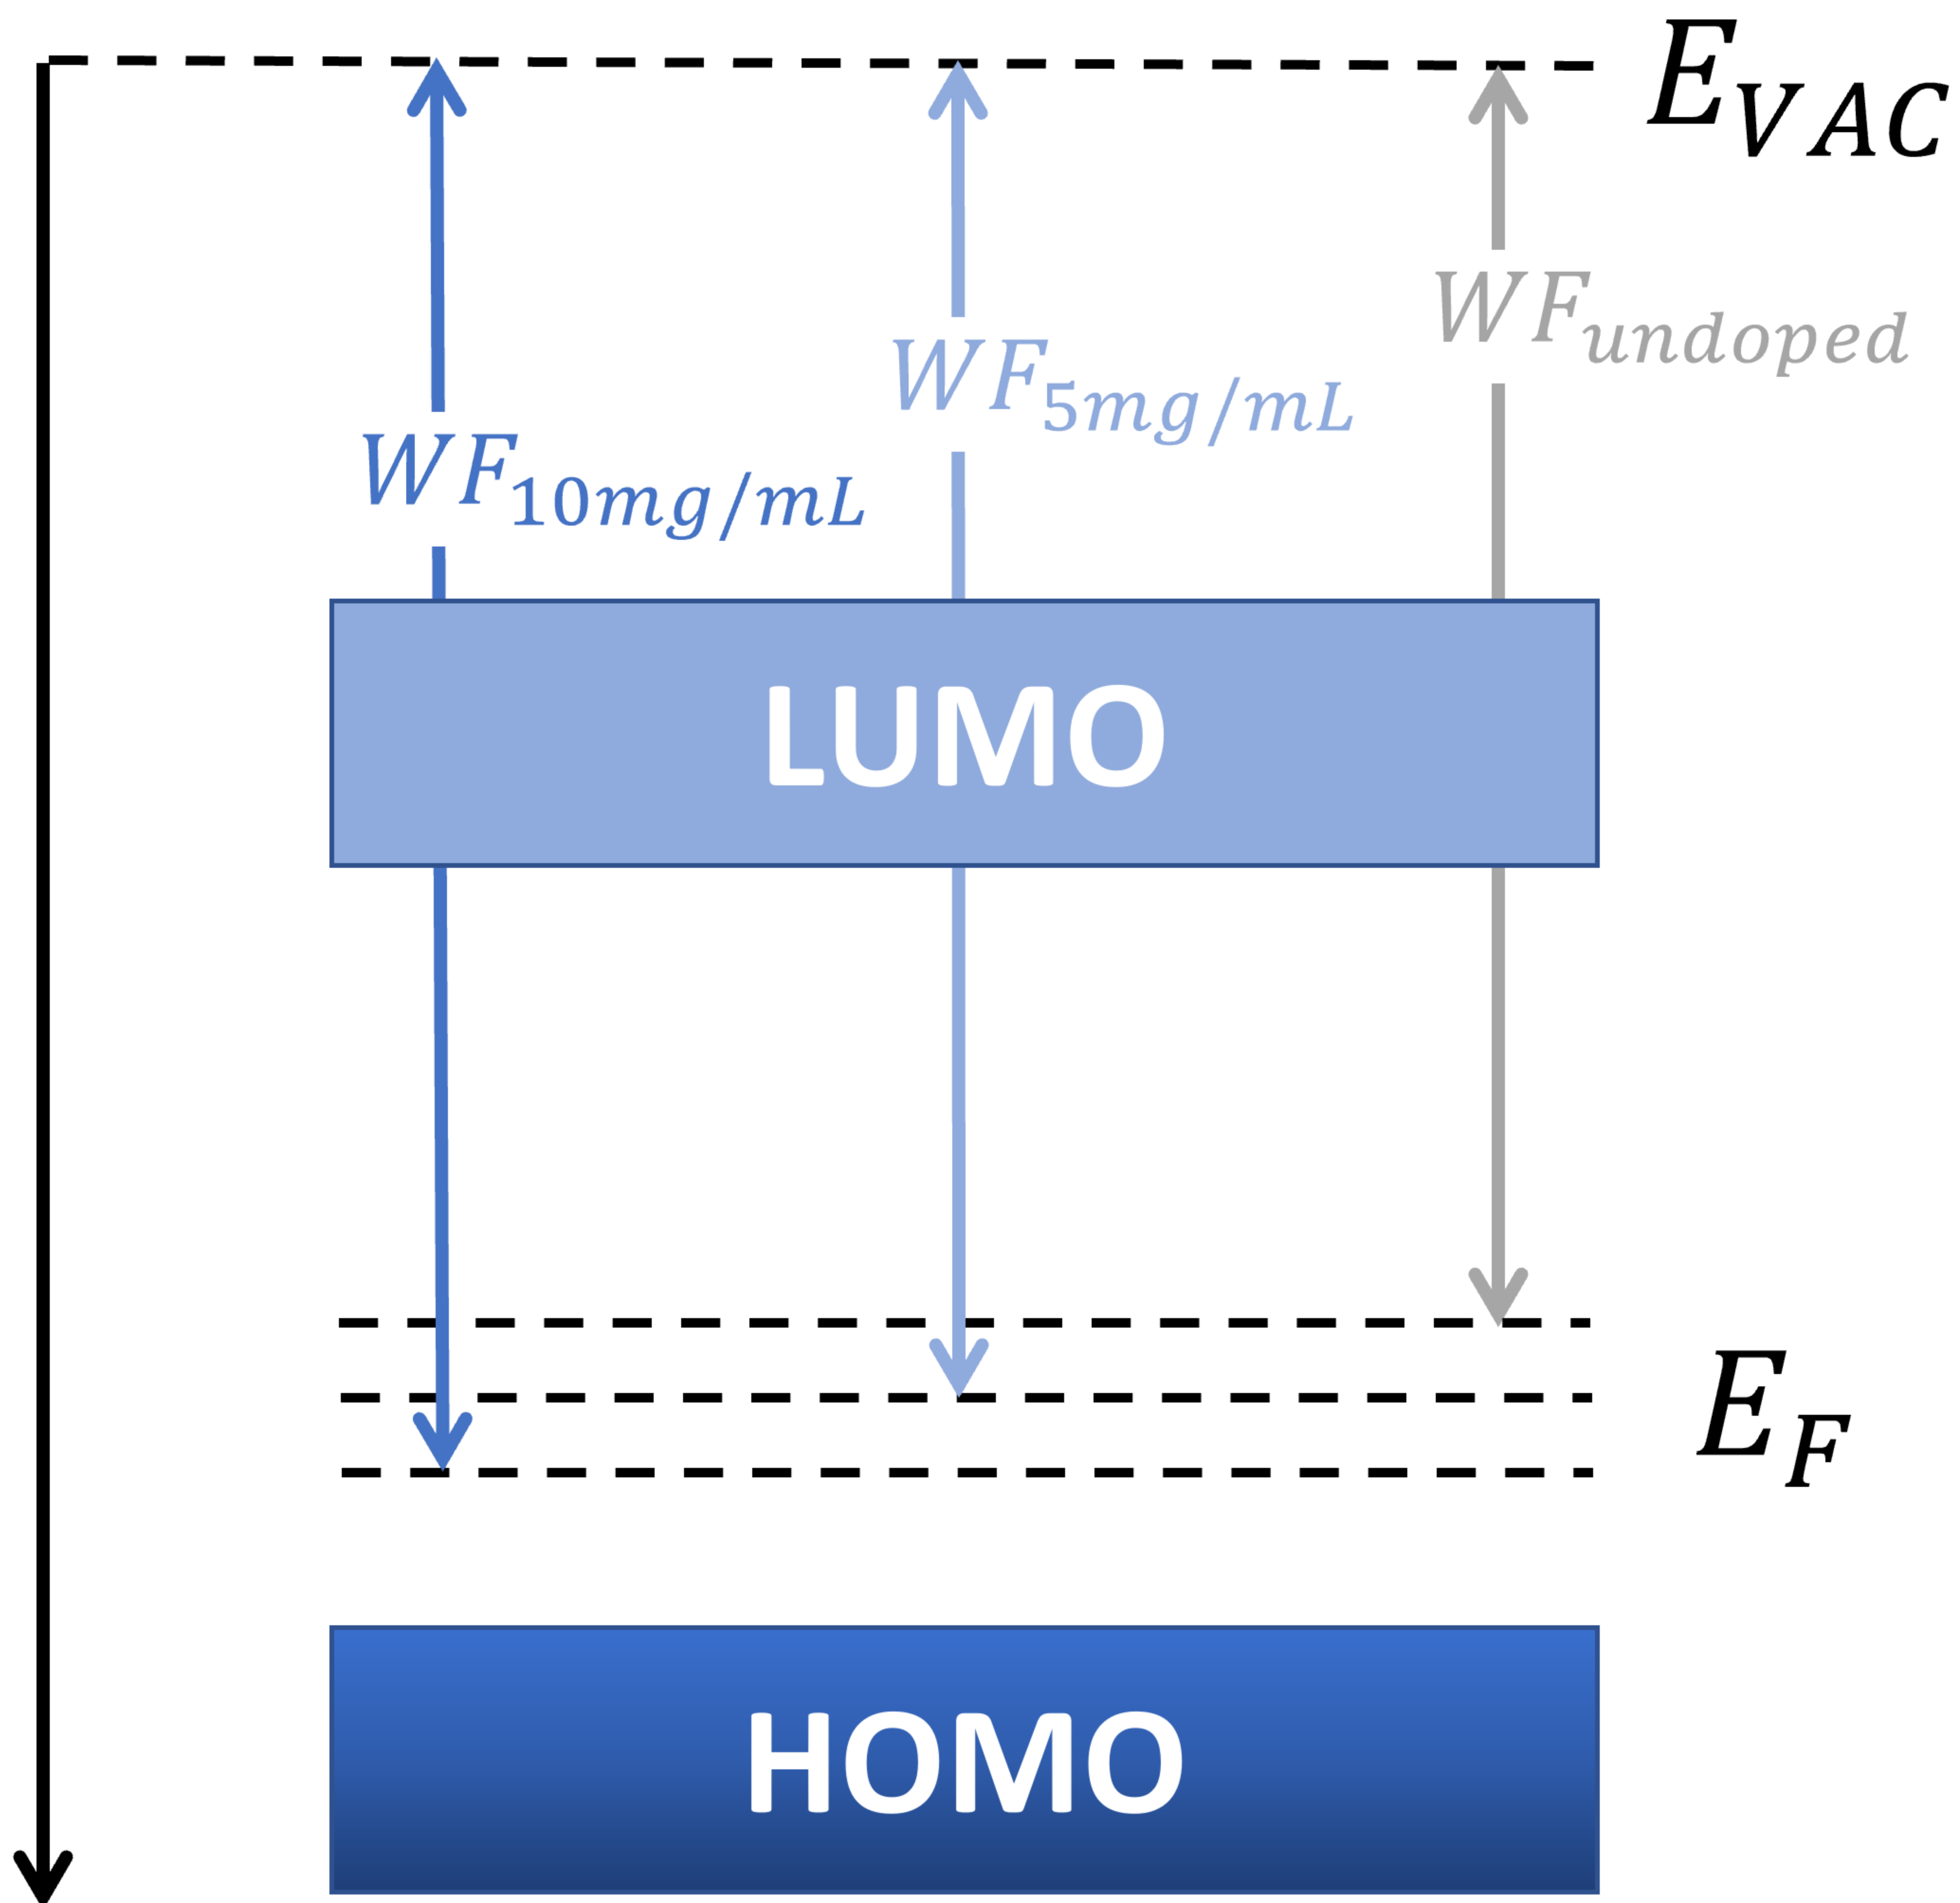 E_VAC
WF_undoped
WF_5mg/mL
WF_10mg/mL
LUMO
E_F
HOMO